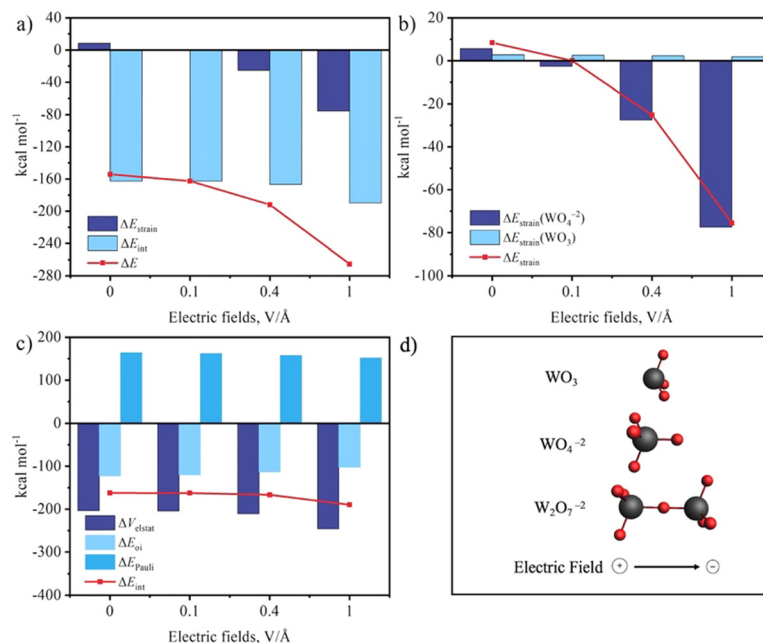 a)
40
0
-40
-80
-120
-160
-200
-240
-280
kcal mol⁻¹
ΔE_strain
ΔE_int
ΔE
0 0.1 0.4 1
Electric fields, V/Å
b)
20
0
-20
-40
-60
-80
-100
kcal mol⁻¹
ΔE_strain(WO₄⁻²)
ΔE_strain(WO₃)
ΔE_strain
0 0.1 0.4 1
Electric fields, V/Å
c)
200
100
0
-100
-200
-300
-400
kcal mol⁻¹
ΔV_elstat
ΔE_oi
ΔE_Pauli
ΔE_int
0 0.1 0.4 1
Electric fields, V/Å
d)
WO₃
WO₄⁻²
W₂O₇⁻²
Electric Field + −